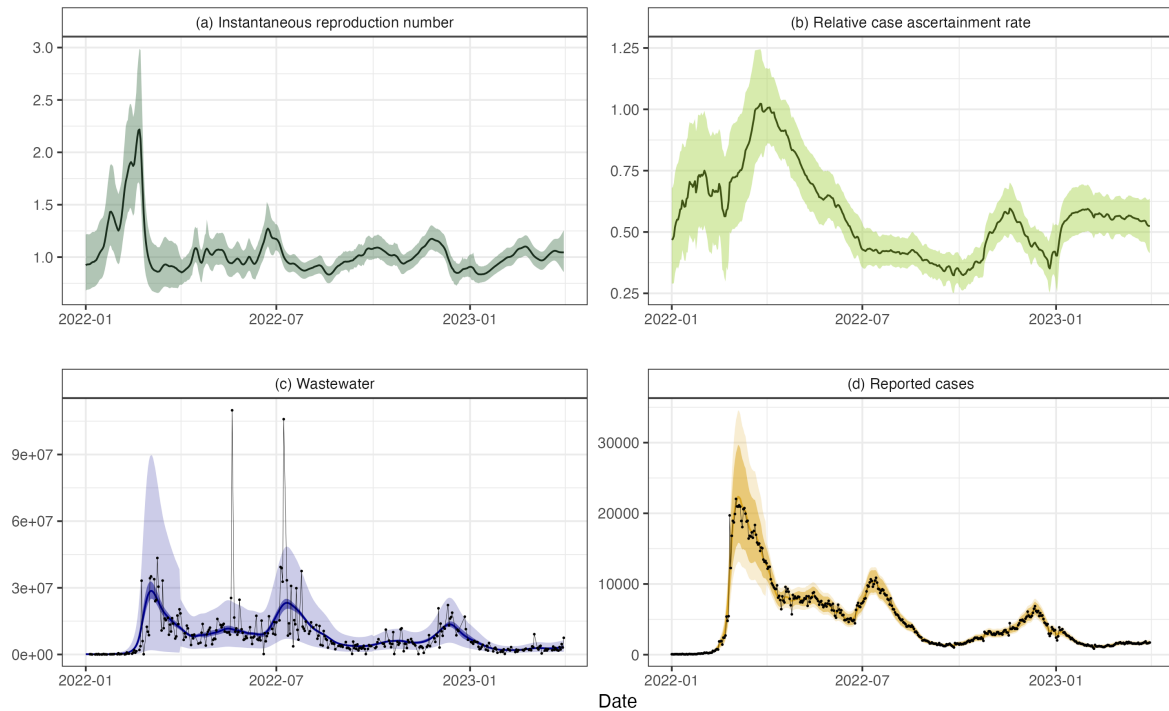 (a) Instantaneous reproduction number
3.0
2.5
2.0
1.5
1.0
2022-01 2022-07 2023-01
(b) Relative case ascertainment rate
1.25
1.00
0.75
0.50
0.25
2022-01 2022-07 2023-01
(c) Wastewater
9e+07
6e+07
3e+07
0e+00
2022-01 2022-07 2023-01
(d) Reported cases
30000
20000
10000
0
2022-01 2022-07 2023-01
Date